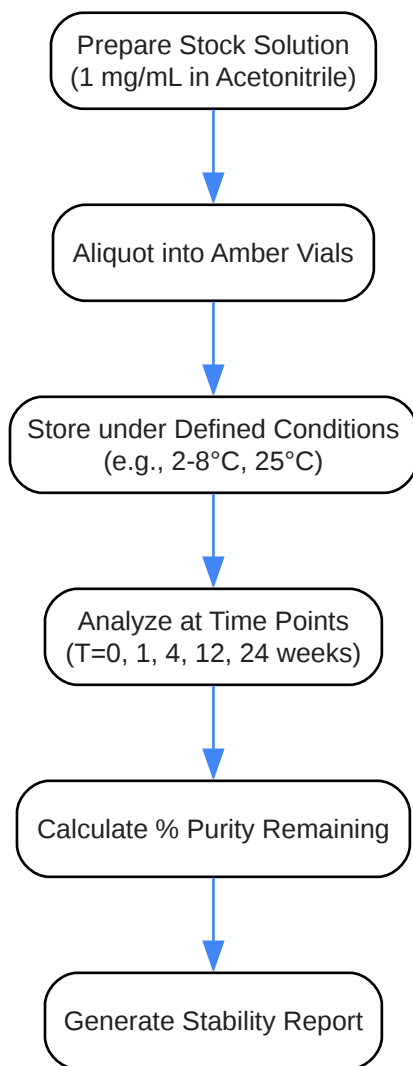 Prepare Stock Solution
(1 mg/mL in Acetonitrile)
Aliquot into Amber Vials
Store under Defined Conditions
(e.g., 2-8°C, 25°C)
Analyze at Time Points
(T=0, 1, 4, 12, 24 weeks)
Calculate % Purity Remaining
Generate Stability Report